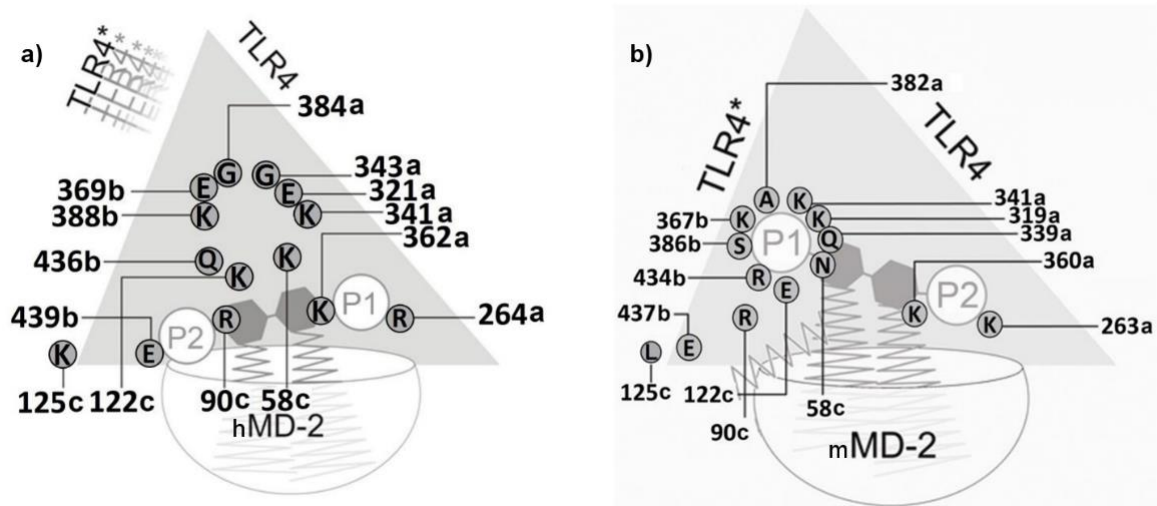 a)
TLR4*
TLR4
384a
G
G
343a
369b
E
E
321a
388b
K
K
341a
362a
436b
Q
K
K
439b
P2
R
K
P1
R
264a
K
E
125c
122c
90c
58c
hMD-2
b)
382a
TLR4*
TLR4
A
K
341a
367b
K
K
319a
386b
S
P1
Q
339a
434b
R
N
360a
E
P2
437b
R
K
K
263a
L
E
125c
122c
58c
90c
mMD-2